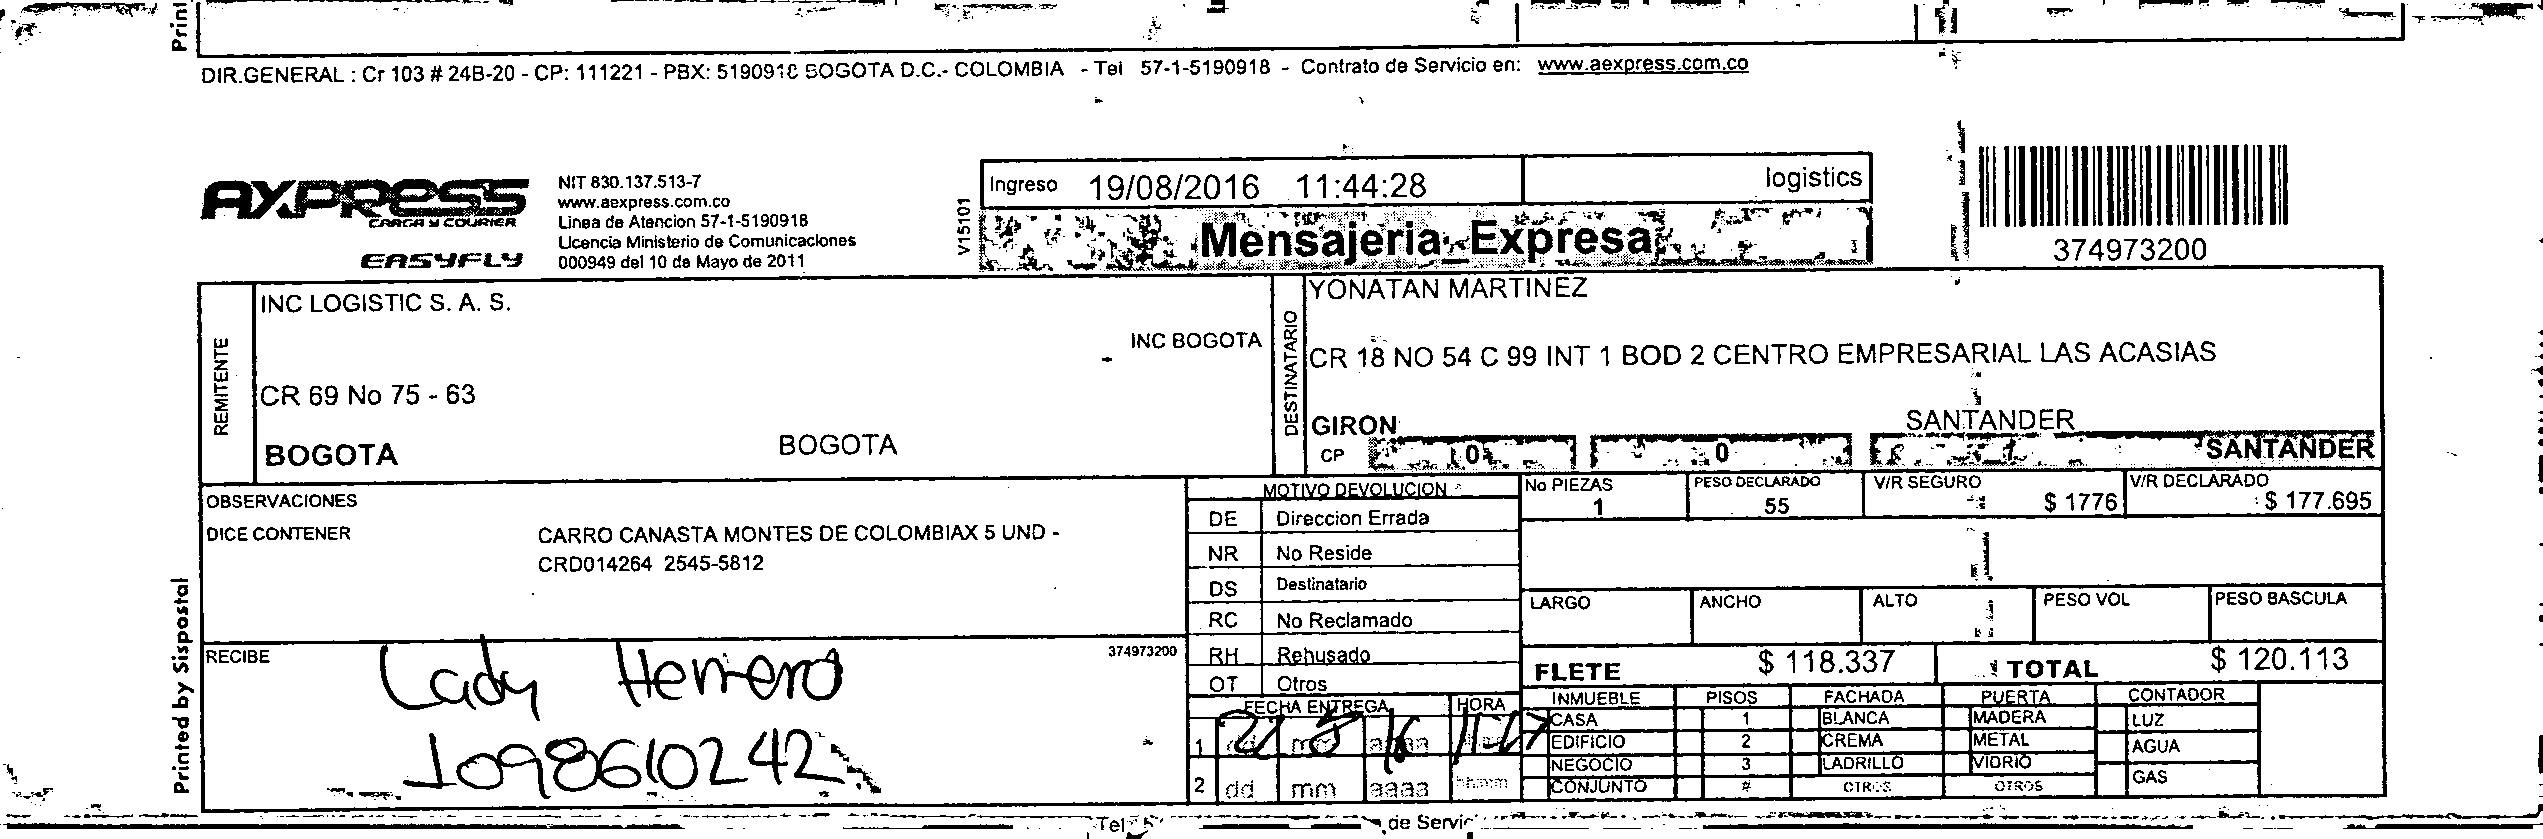 DIR.GENERAL : Cr 103 # 24B-20 - CP: 111221 - PBX: 5190918 BOGOTA D.C.- COLOMBIA - Tel 57-1-5190918 - Contrato de Servicio en: www.aexpress.com.co
AXPRESS
CARGA Y COURIER
EASYFLY
NIT 830.137.513-7
www.aexpress.com.co
Linea de Atencion 57-1-5190918
Licencia Ministerio de Comunicaciones
000949 del 10 de Mayo de 2011
V15101
Ingreso 19/08/2016 11:44:28 logistics
Mensajeria Expresa
374973200
REMITENTE
INC LOGISTIC S. A. S.
INC BOGOTA
CR 69 No 75 - 63
BOGOTA BOGOTA
DESTINATARIO
YONATAN MARTINEZ
CR 18 NO 54 C 99 INT 1 BOD 2 CENTRO EMPRESARIAL LAS ACASIAS
GIRON SANTANDER
CP 0 0 SANTANDER
OBSERVACIONES
DICE CONTENER CARRO CANASTA MONTES DE COLOMBIAX 5 UND -
CRD014264 2545-5812
MOTIVO DEVOLUCION
DE Direccion Errada
NR No Reside
DS Destinatario
RC No Reclamado
RH Rehusado
OT Otros
No PIEZAS 1
PESO DECLARADO 55
V/R SEGURO $ 1776
V/R DECLARADO $ 177.695
LARGO ANCHO ALTO PESO VOL PESO BASCULA
FLETE $ 118.337 TOTAL $ 120.113
RECIBE 374973200
Lady Herrera
1098610242
FECHA ENTREGA HORA
1 dd mm aaaa
2 dd mm aaaa hh:mm
INMUEBLE PISOS FACHADA PUERTA CONTADOR
CASA 1 BLANCA MADERA LUZ
EDIFICIO 2 CREMA METAL AGUA
NEGOCIO 3 LADRILLO VIDRIO GAS
CONJUNTO # OTROS OTROS
Printed by Sispostal
Tel
de Servic